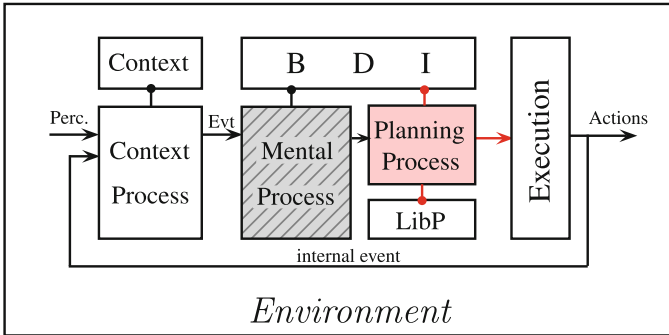 Context
B D I
Perc.
Evt
Context
Process
Mental
Process
Planning
Process
LibP
Execution
Actions
internal event
Environment